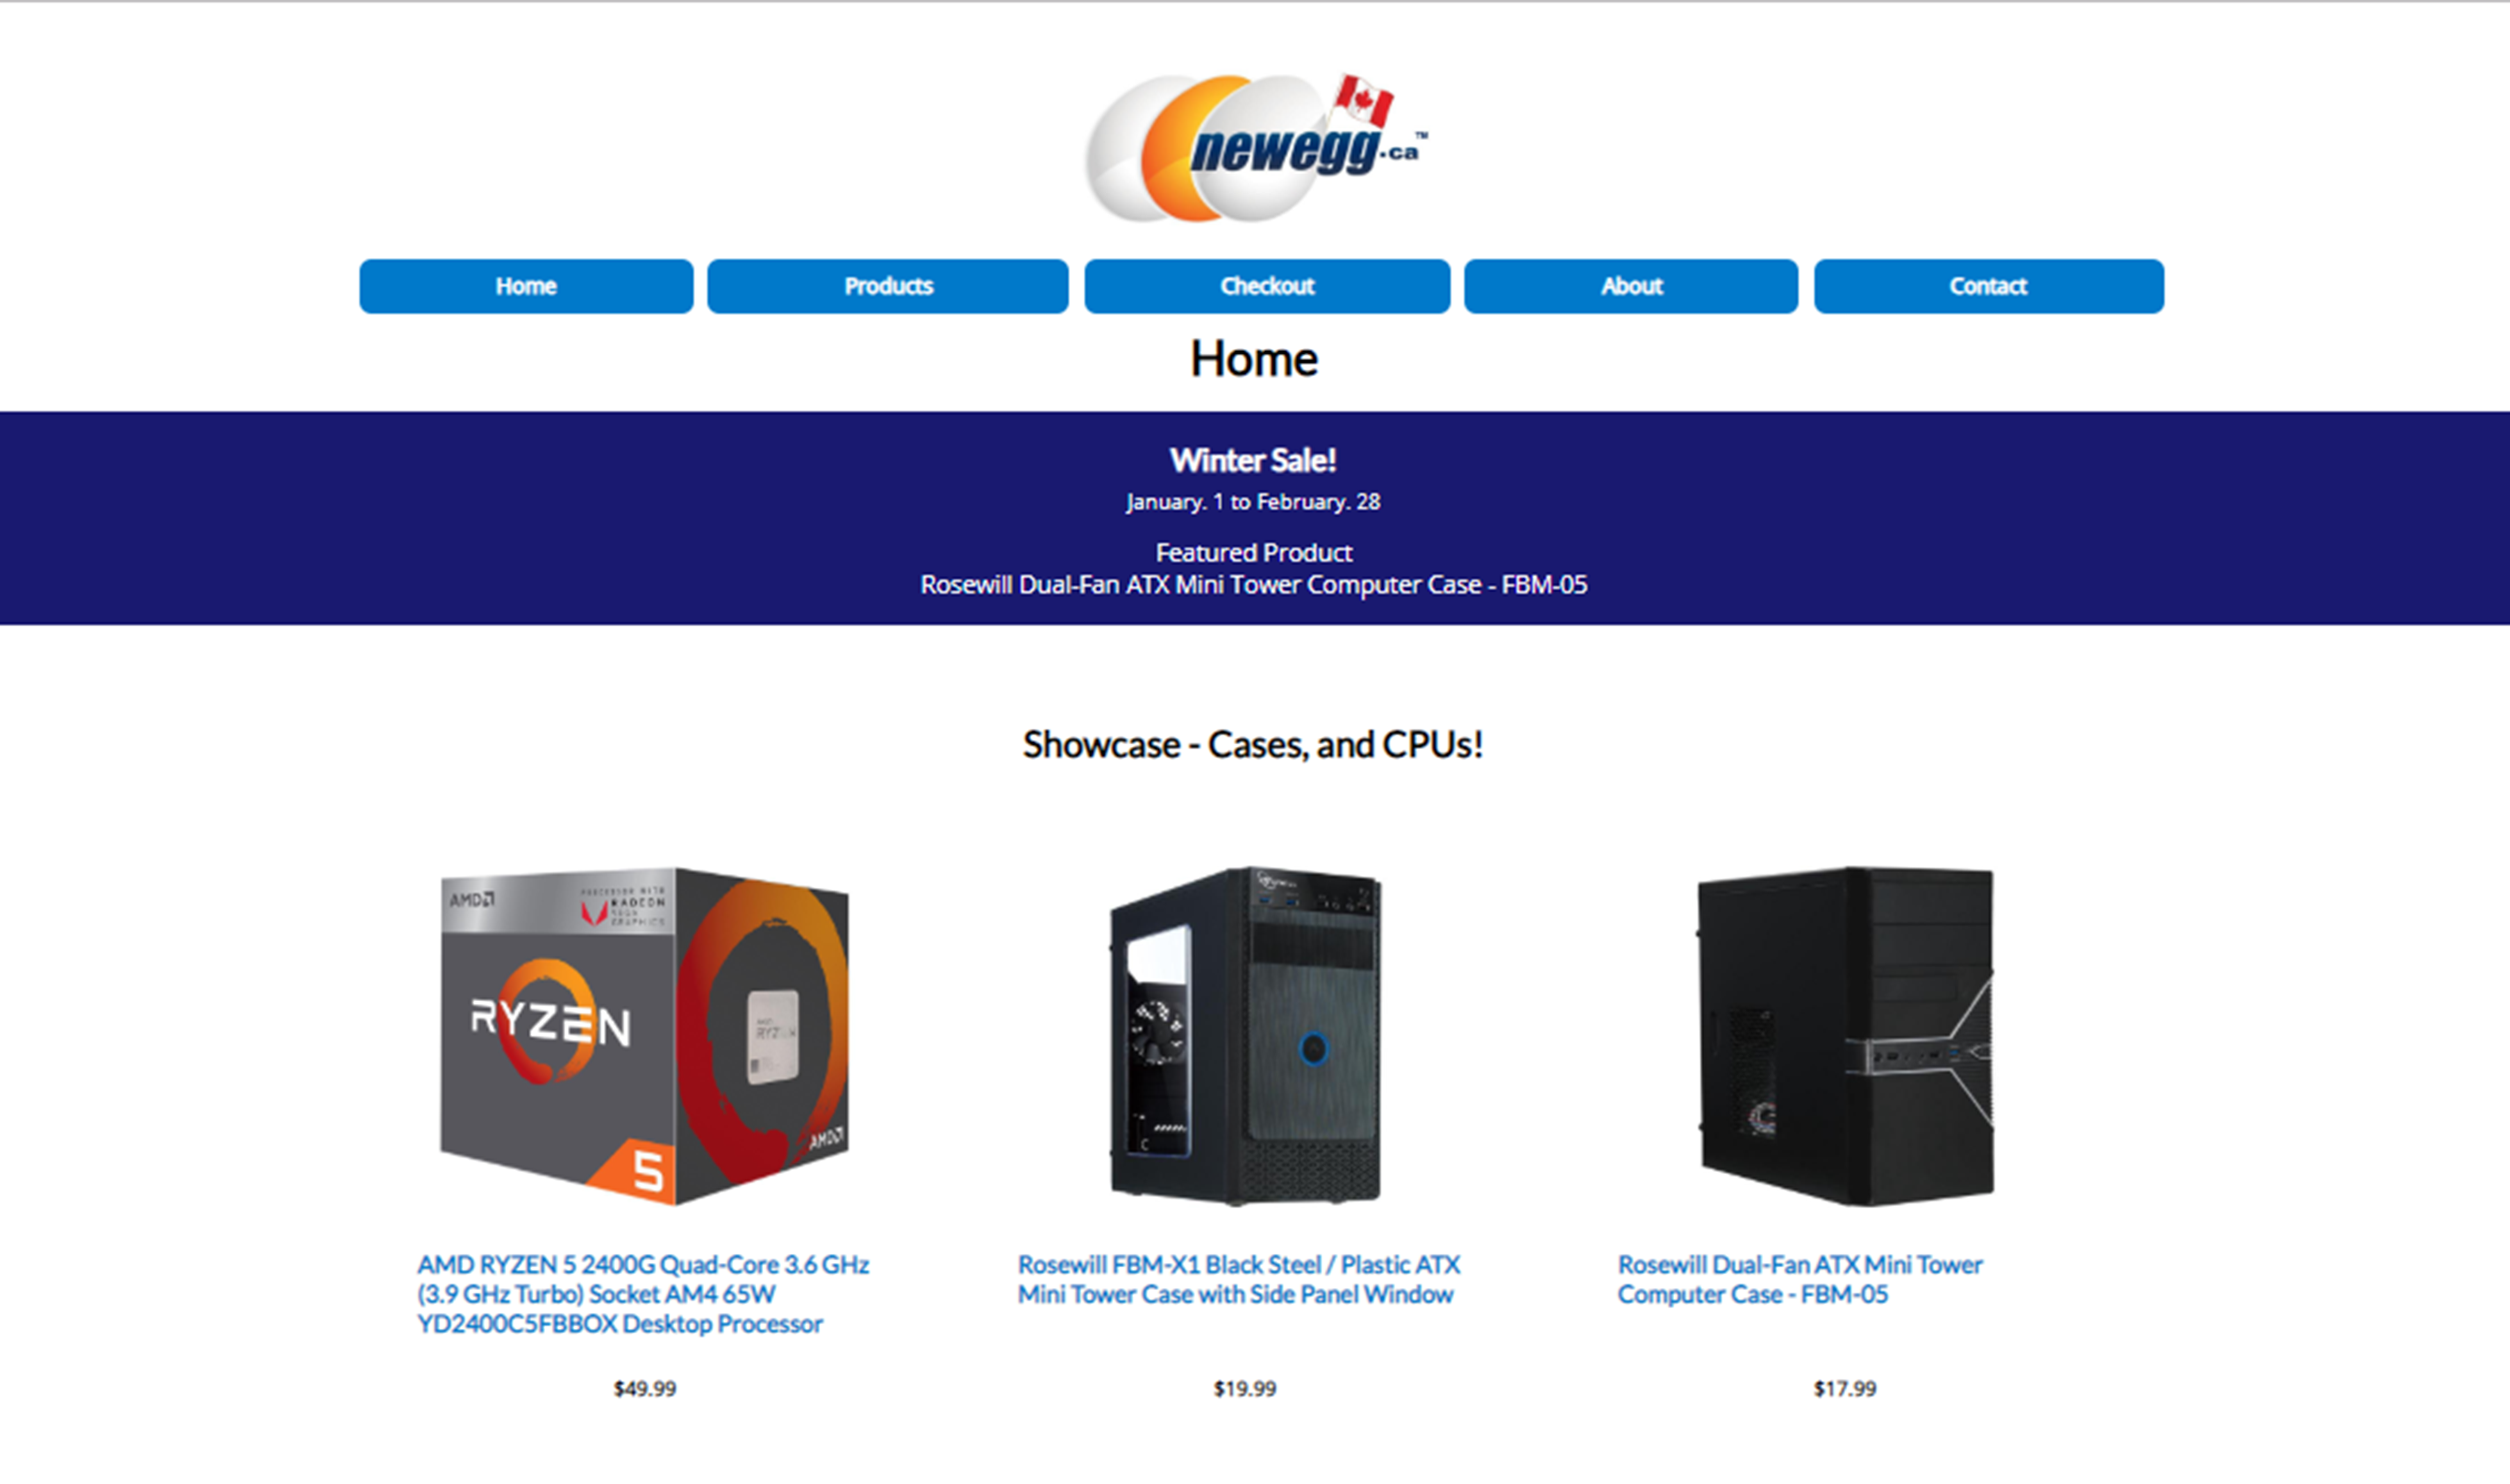 newegg.ca™
Home
Products
Checkout
About
Contact
Home
Winter Sale!
January. 1 to February. 28
Featured Product
Rosewill Dual-Fan ATX Mini Tower Computer Case - FBM-05
Showcase - Cases, and CPUs!
AMD
PROCESSOR WITH
RADEON
VEGA
GRAPHICS
RYZEN
5
AMD
RYZEN
AMD
AMD RYZEN 5 2400G Quad-Core 3.6 GHz
(3.9 GHz Turbo) Socket AM4 65W
YD2400C5FBBOX Desktop Processor
$49.99
Rosewill FBM-X1 Black Steel / Plastic ATX
Mini Tower Case with Side Panel Window
$19.99
Rosewill Dual-Fan ATX Mini Tower
Computer Case - FBM-05
$17.99